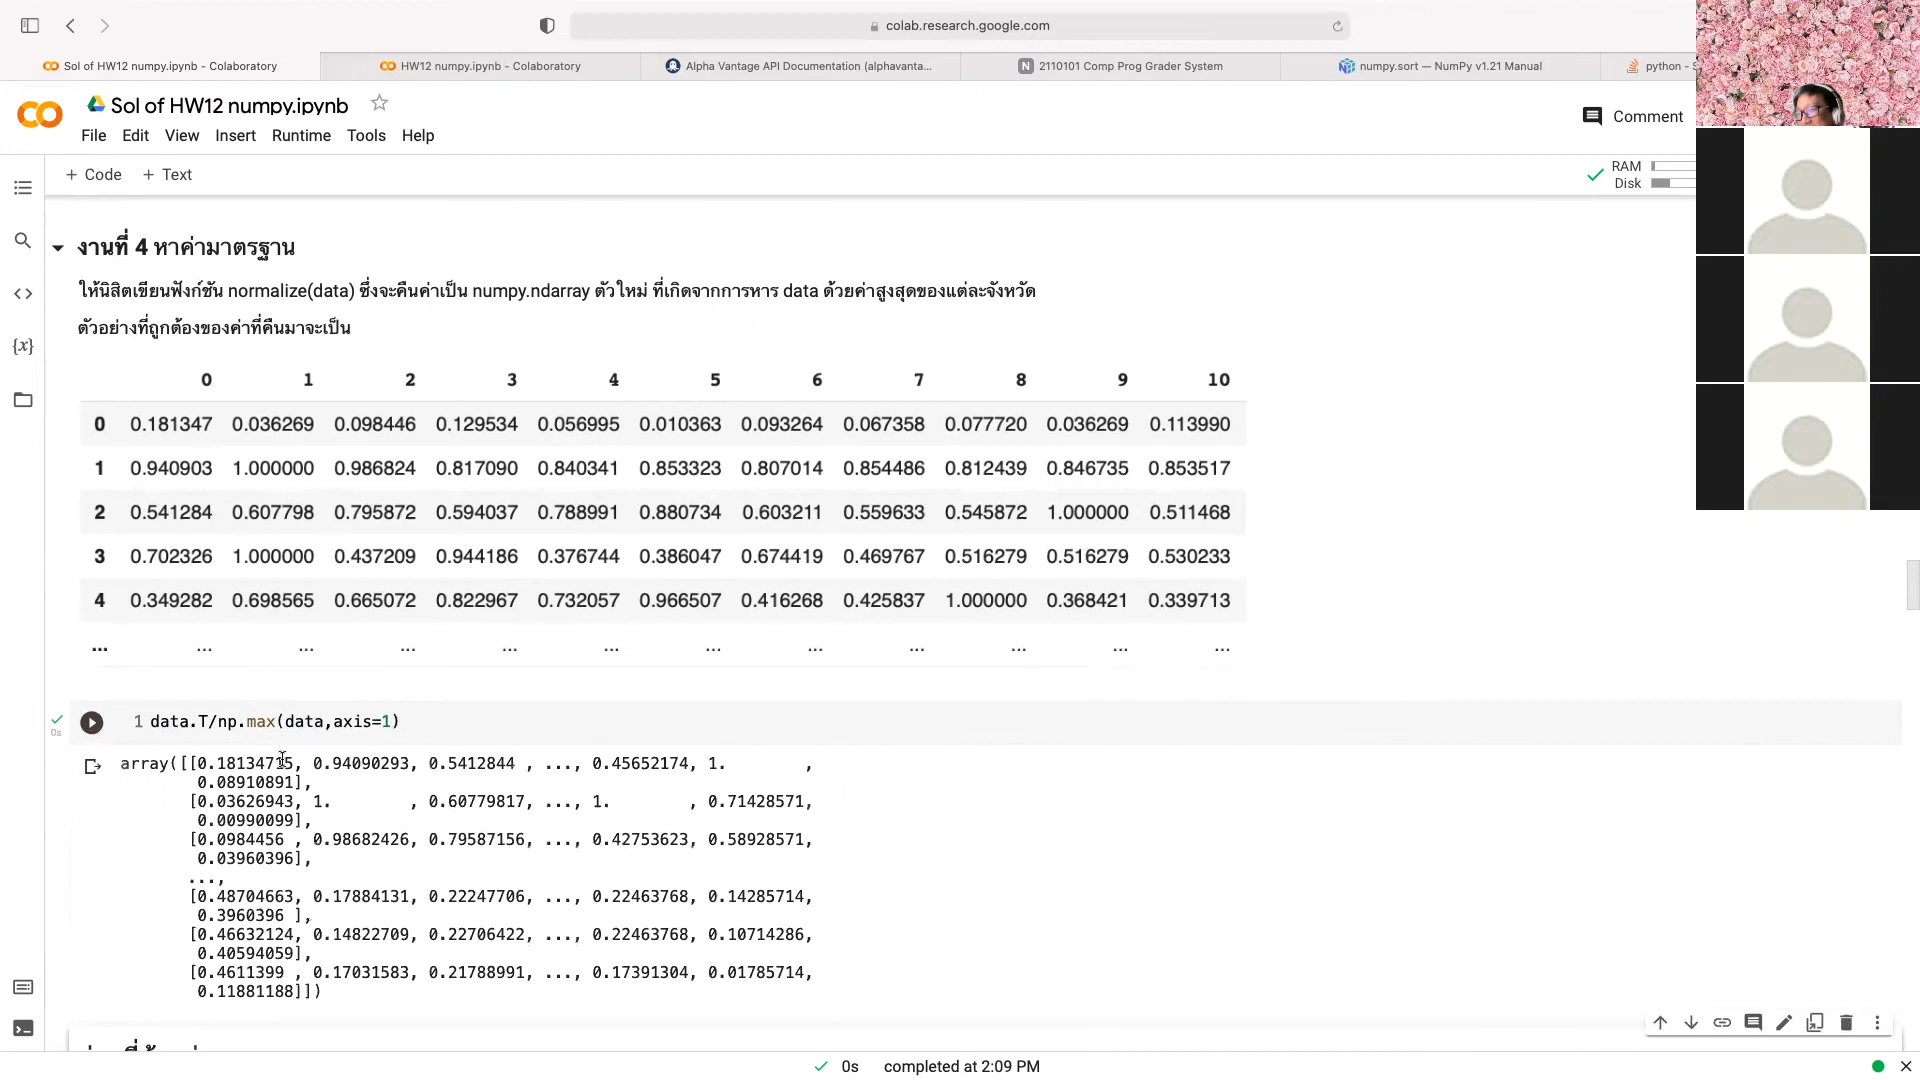 colab.research.google.com
Sol of HW12 numpy.ipynb - Colaboratory
HW12 numpy.ipynb - Colaboratory
Alpha Vantage API Documentation (alphavanta...
2110101 Comp Prog Grader System
numpy.sort — NumPy v1.21 Manual
python - S
Sol of HW12 numpy.ipynb
File Edit View Insert Runtime Tools Help
Comment
+ Code + Text
RAM
Disk
งานที่ 4 หาค่ามาตรฐาน
ให้นิสิตเขียนฟังก์ชัน normalize(data) ซึ่งจะคืนค่าเป็น numpy.ndarray ตัวใหม่ ที่เกิดจากการหาร data ด้วยค่าสูงสุดของแต่ละจังหวัด
ตัวอย่างที่ถูกต้องของค่าที่คืนมาจะเป็น
0 1 2 3 4 5 6 7 8 9 10
0 0.181347 0.036269 0.098446 0.129534 0.056995 0.010363 0.093264 0.067358 0.077720 0.036269 0.113990
1 0.940903 1.000000 0.986824 0.817090 0.840341 0.853323 0.807014 0.854486 0.812439 0.846735 0.853517
2 0.541284 0.607798 0.795872 0.594037 0.788991 0.880734 0.603211 0.559633 0.545872 1.000000 0.511468
3 0.702326 1.000000 0.437209 0.944186 0.376744 0.386047 0.674419 0.469767 0.516279 0.516279 0.530233
4 0.349282 0.698565 0.665072 0.822967 0.732057 0.966507 0.416268 0.425837 1.000000 0.368421 0.339713
... ... ... ... ... ... ... ... ... ... ... ...
0s
1 data.T/np.max(data,axis=1)
array([[0.18134715, 0.94090293, 0.5412844 , ..., 0.45652174, 1. ,
0.08910891],
[0.03626943, 1. , 0.60779817, ..., 1. , 0.71428571,
0.00990099],
[0.0984456 , 0.98682426, 0.79587156, ..., 0.42753623, 0.58928571,
0.03960396],
...,
[0.48704663, 0.17884131, 0.22247706, ..., 0.22463768, 0.14285714,
0.3960396 ],
[0.46632124, 0.14822709, 0.22706422, ..., 0.22463768, 0.10714286,
0.40594059],
[0.4611399 , 0.17031583, 0.21788991, ..., 0.17391304, 0.01785714,
0.11881188]])
0s completed at 2:09 PM